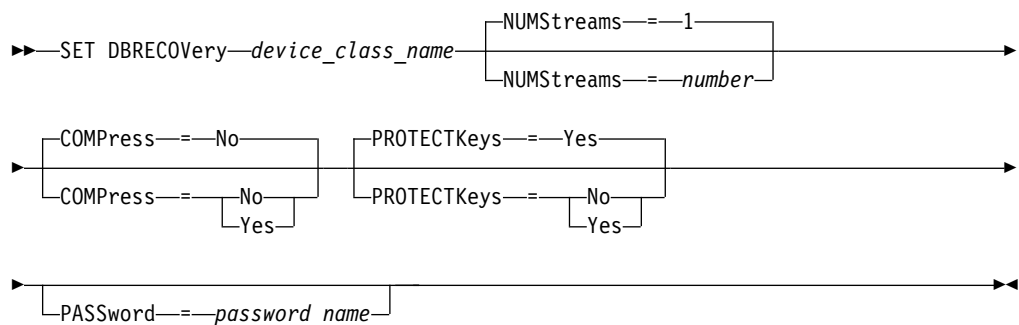 NUMStreams = 1
SET DBRECOVery device_class_name
NUMStreams = number
COMPress = No PROTECTKeys = Yes
COMPress = No PROTECTKeys = No
Yes Yes
PASSword = password name